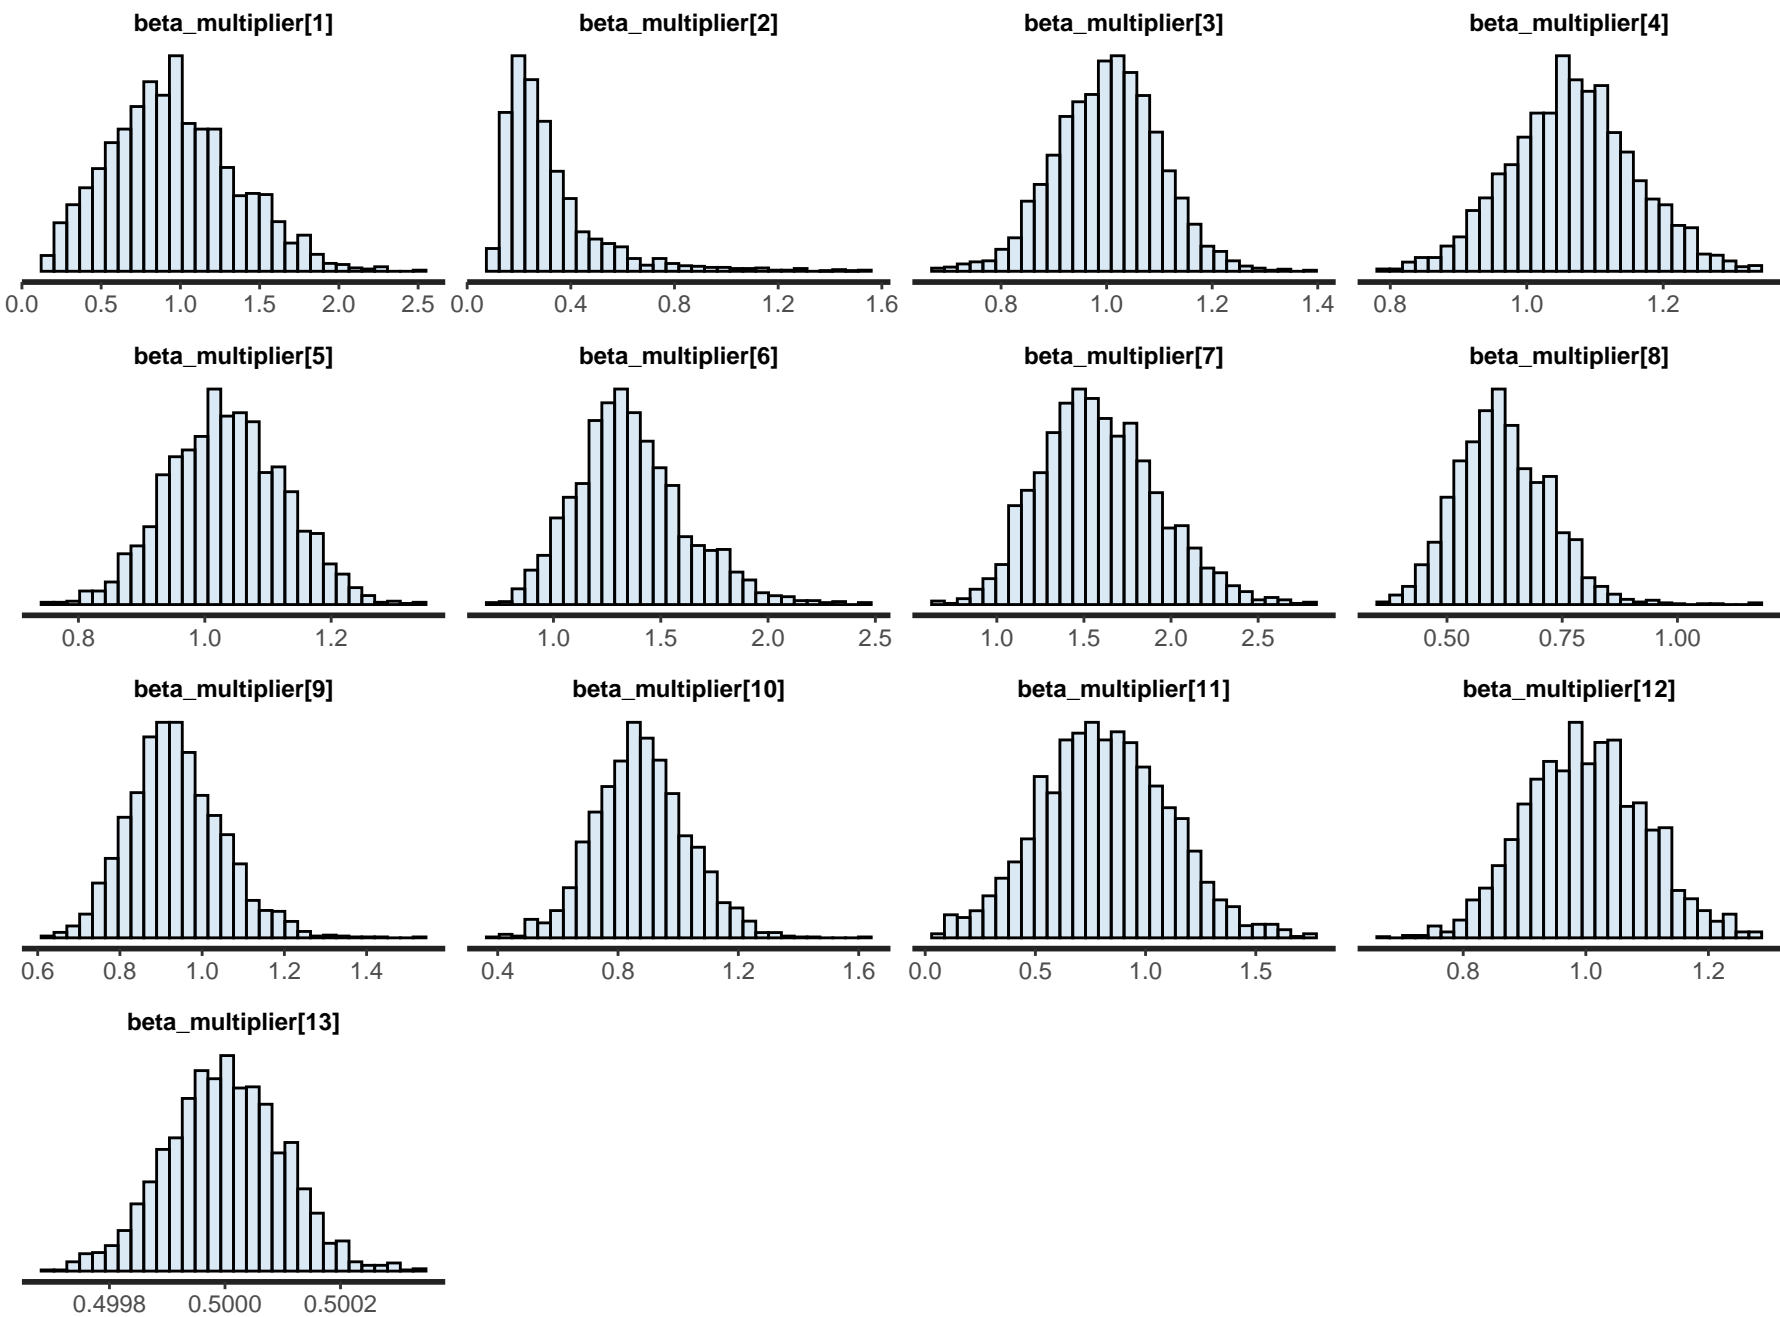 beta_multiplier[1] beta_multiplier[2] beta_multiplier[3] beta_multiplier[4]
0.0 0.5 1.0 1.5 2.0 2.5 0.0 0.4 0.8 1.2 1.6 0.8 1.0 1.2 1.4 0.8 1.0 1.2
beta_multiplier[5] beta_multiplier[6] beta_multiplier[7] beta_multiplier[8]
0.8 1.0 1.2 1.0 1.5 2.0 2.5 1.0 1.5 2.0 2.5 0.50 0.75 1.00
beta_multiplier[9] beta_multiplier[10] beta_multiplier[11] beta_multiplier[12]
0.6 0.8 1.0 1.2 1.4 0.4 0.8 1.2 1.6 0.0 0.5 1.0 1.5 0.8 1.0 1.2
beta_multiplier[13]
0.4998 0.5000 0.5002